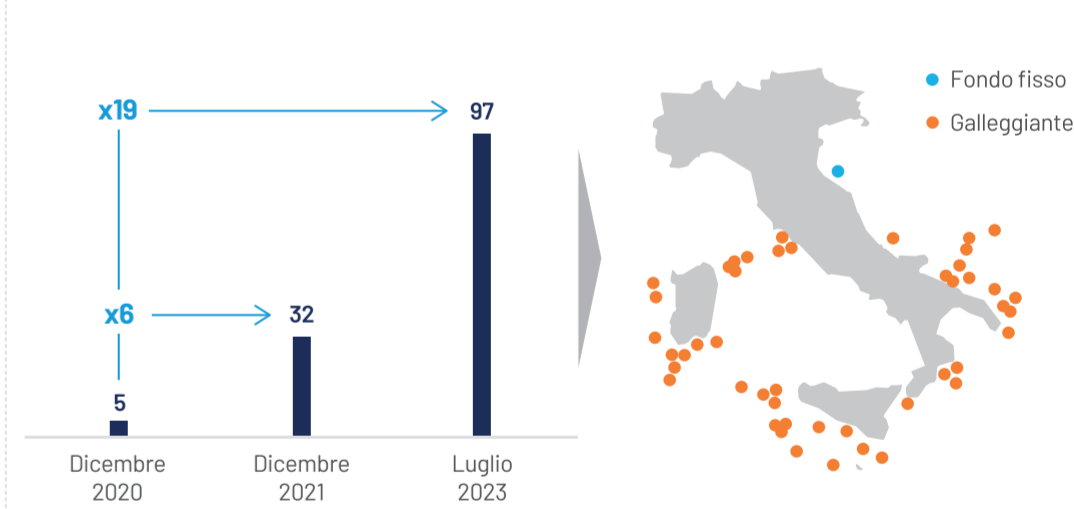 x19
97
x6
32
5
Dicembre
2020
Dicembre
2021
Luglio
2023
Fondo fisso
Galleggiante